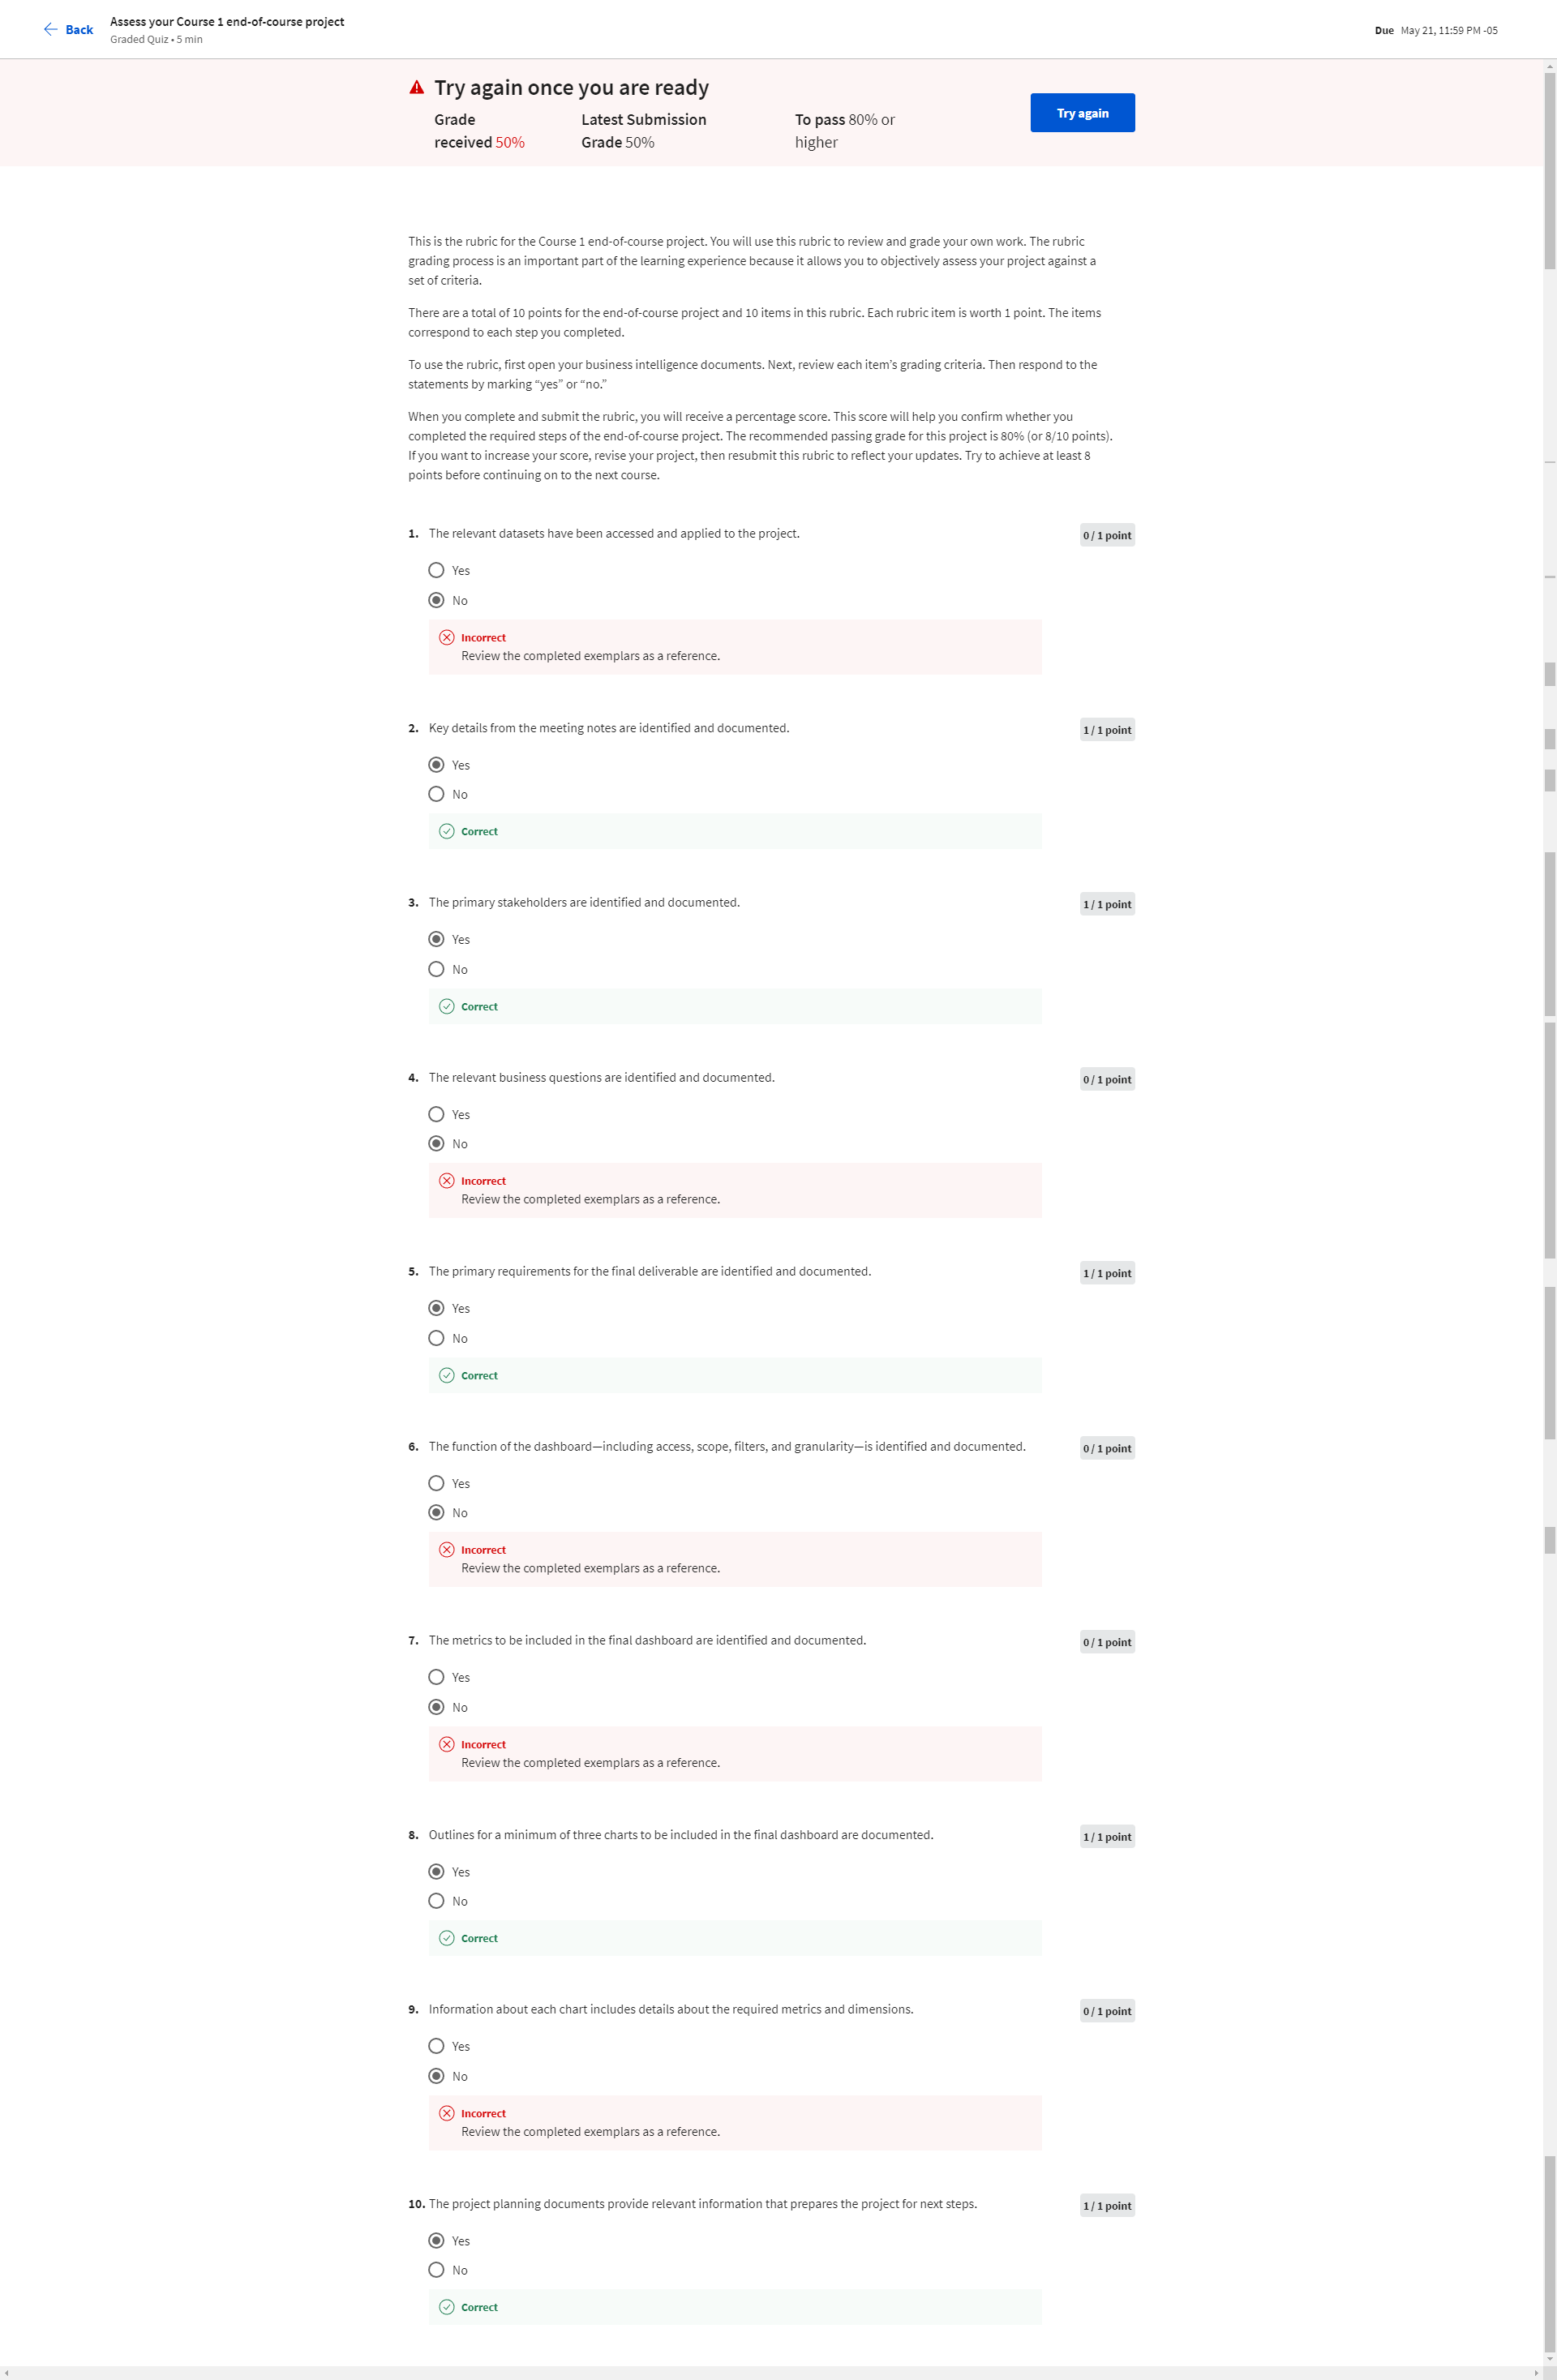 Back
Assess your Course 1 end-of-course project
Graded Quiz • 5 min
Due May 21, 11:59 PM -05
Try again once you are ready
Grade
received 50%
Latest Submission
Grade 50%
To pass 80% or
higher
Try again
This is the rubric for the Course 1 end-of-course project. You will use this rubric to review and grade your own work. The rubric
grading process is an important part of the learning experience because it allows you to objectively assess your project against a
set of criteria.
There are a total of 10 points for the end-of-course project and 10 items in this rubric. Each rubric item is worth 1 point. The items
correspond to each step you completed.
To use the rubric, first open your business intelligence documents. Next, review each item’s grading criteria. Then respond to the
statements by marking “yes” or “no.”
When you complete and submit the rubric, you will receive a percentage score. This score will help you confirm whether you
completed the required steps of the end-of-course project. The recommended passing grade for this project is 80% (or 8/10 points).
If you want to increase your score, revise your project, then resubmit this rubric to reflect your updates. Try to achieve at least 8
points before continuing on to the next course.
1. The relevant datasets have been accessed and applied to the project.
0 / 1 point
Yes
No
Incorrect
Review the completed exemplars as a reference.
2. Key details from the meeting notes are identified and documented.
1 / 1 point
Yes
No
Correct
3. The primary stakeholders are identified and documented.
1 / 1 point
Yes
No
Correct
4. The relevant business questions are identified and documented.
0 / 1 point
Yes
No
Incorrect
Review the completed exemplars as a reference.
5. The primary requirements for the final deliverable are identified and documented.
1 / 1 point
Yes
No
Correct
6. The function of the dashboard—including access, scope, filters, and granularity—is identified and documented.
0 / 1 point
Yes
No
Incorrect
Review the completed exemplars as a reference.
7. The metrics to be included in the final dashboard are identified and documented.
0 / 1 point
Yes
No
Incorrect
Review the completed exemplars as a reference.
8. Outlines for a minimum of three charts to be included in the final dashboard are documented.
1 / 1 point
Yes
No
Correct
9. Information about each chart includes details about the required metrics and dimensions.
0 / 1 point
Yes
No
Incorrect
Review the completed exemplars as a reference.
10. The project planning documents provide relevant information that prepares the project for next steps.
1 / 1 point
Yes
No
Correct